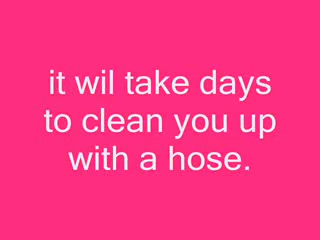 it wil take days
to clean you up
with a hose.